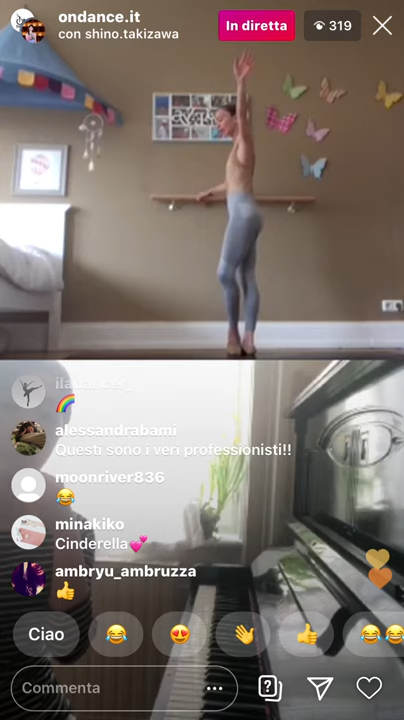 ondance.it
con shino.takizawa
In diretta
319
🌈
alessandrabami
Questi sono i veri professionisti!!
moonriver836
😂
minakiko
Cinderella💕
ambryu_ambruzza
👍
Ciao 😂 😍 👋 👍 😂😂
Commenta